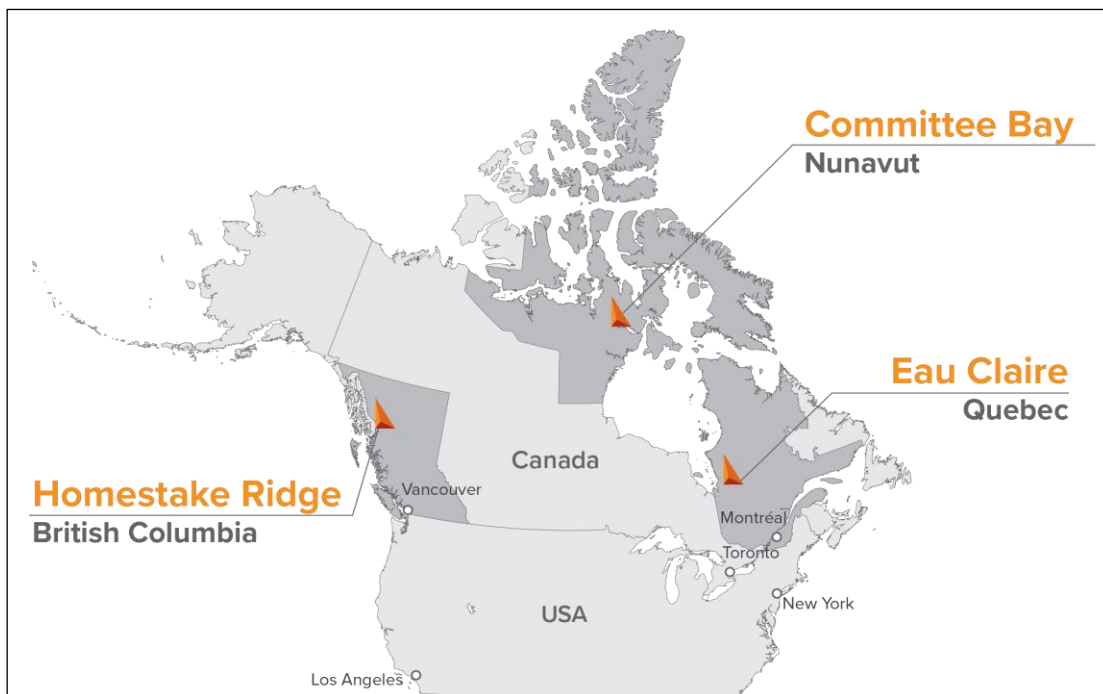 Committee Bay
Nunavut
Eau Claire
Quebec
Canada
Homestake Ridge
British Columbia
Vancouver
Montréal
Toronto
New York
USA
Los Angeles